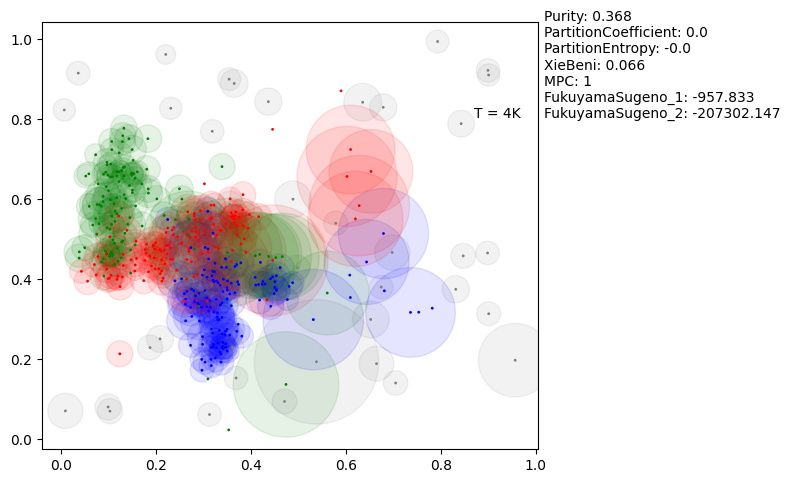 Purity: 0.368
PartitionCoefficient: 0.0
PartitionEntropy: -0.0
XieBeni: 0.066
MPC: 1
FukuyamaSugeno_1: -957.833
FukuyamaSugeno_2: -207302.147
T = 4K
1.0
0.8
0.6
0.4
0.2
0.0
0.0 0.2 0.4 0.6 0.8 1.0